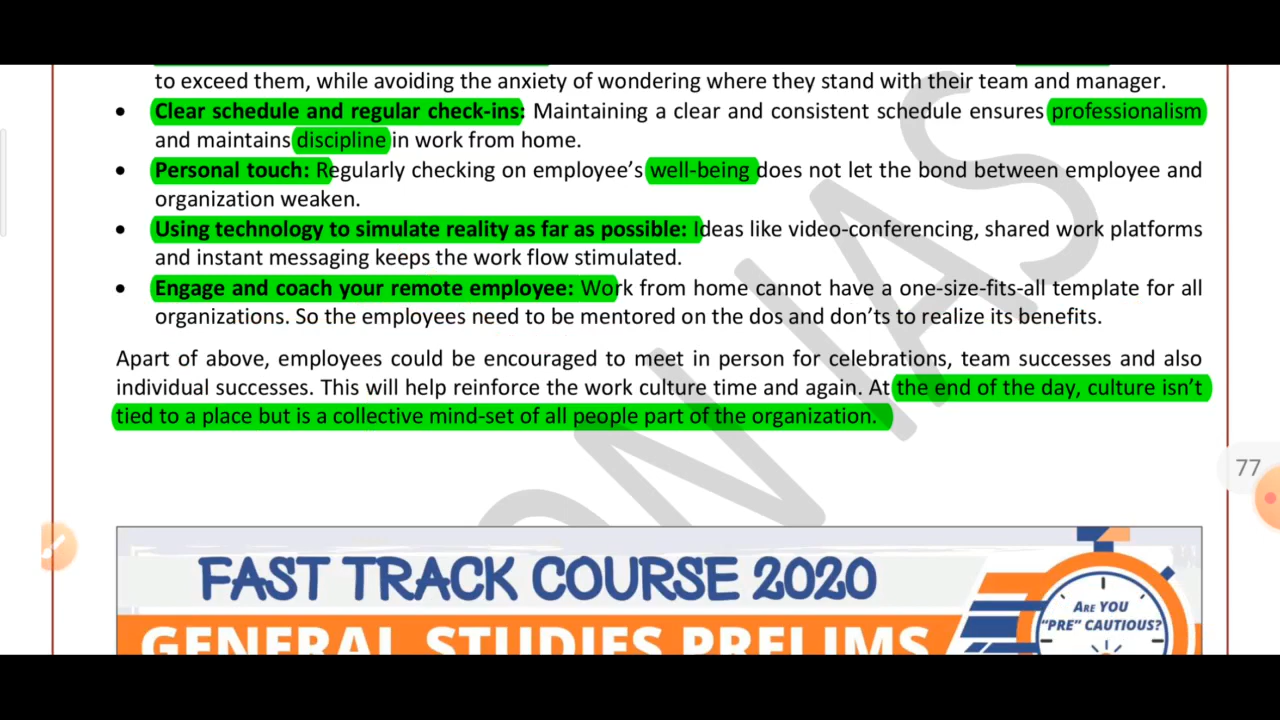 to exceed them, while avoiding the anxiety of wondering where they stand with their team and manager.
• Clear schedule and regular check-ins: Maintaining a clear and consistent schedule ensures professionalism
and maintains discipline in work from home.
• Personal touch: Regularly checking on employee’s well-being does not let the bond between employee and
organization weaken.
• Using technology to simulate reality as far as possible: Ideas like video-conferencing, shared work platforms
and instant messaging keeps the work flow stimulated.
• Engage and coach your remote employee: Work from home cannot have a one-size-fits-all template for all
organizations. So the employees need to be mentored on the dos and don’ts to realize its benefits.
Apart of above, employees could be encouraged to meet in person for celebrations, team successes and also
individual successes. This will help reinforce the work culture time and again. At the end of the day, culture isn’t
tied to a place but is a collective mind-set of all people part of the organization.
ON IAS
77
FAST TRACK COURSE 2020
GENERAL STUDIES PRELIMS
ARE YOU
“PRE” CAUTIOUS?